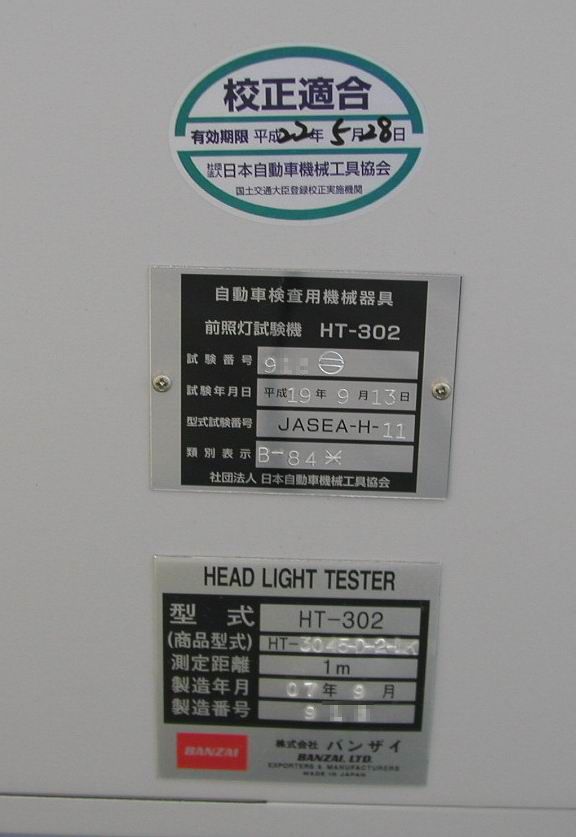 校正適合
有効期限 平成22年5月28日
社団法人 日本自動車機械工具協会
国土交通大臣登録校正実施機関
自動車検査用機械器具
前照灯試験機 HT-302
試験番号 9
試験年月日 平成19年9月13日
型式試験番号 JASEA-H-11
類別表示 B-84
社団法人 日本自動車機械工具協会
HEAD LIGHT TESTER
型式 HT-302
(商品型式) HT-
測定距離 1m
製造年月 07年9月
製造番号 9
BANZAI
株式会社 バンザイ
BANZAI, LTD.
EXPORTERS & MANUFACTURERS
MADE IN JAPAN